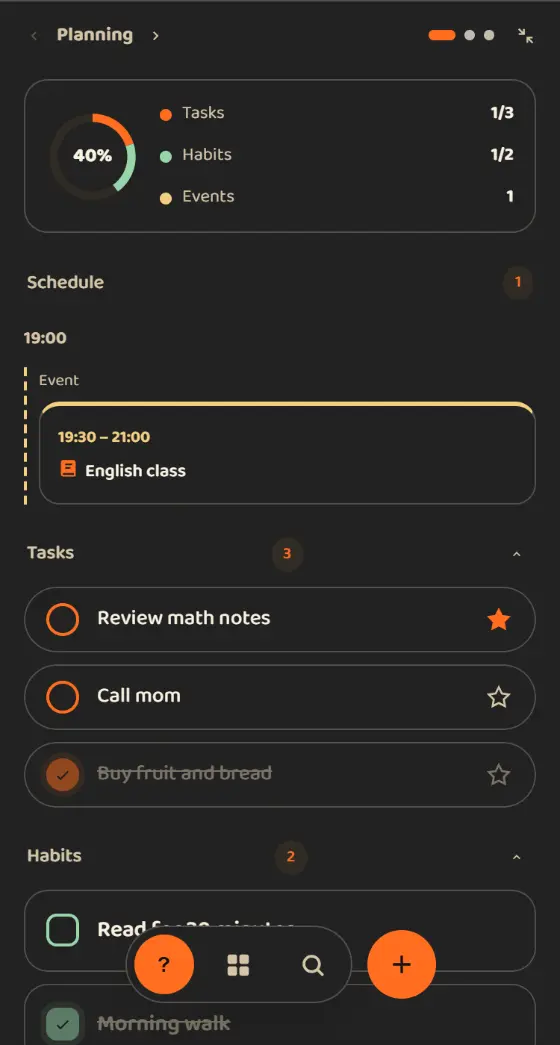 Planning
40%
Tasks 1/3
Habits 1/2
Events 1
Schedule 1
19:00
Event
19:30 – 21:00
English class
Tasks 3
Review math notes
Call mom
Buy fruit and bread
Habits 2
Read
?
+
Morning walk